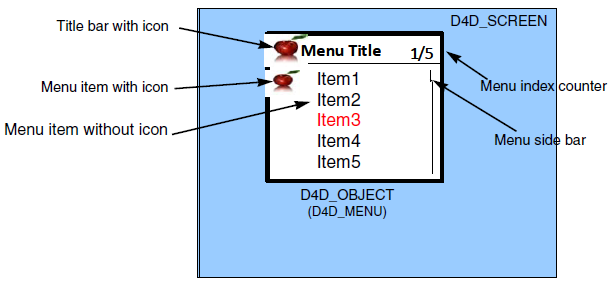 D4D_SCREEN
Title bar with icon
Menu Title 1/5
Menu item with icon
Item1
Menu index counter
Item2
Menu item without icon
Item3
Item4
Menu side bar
Item5
D4D_OBJECT
(D4D_MENU)